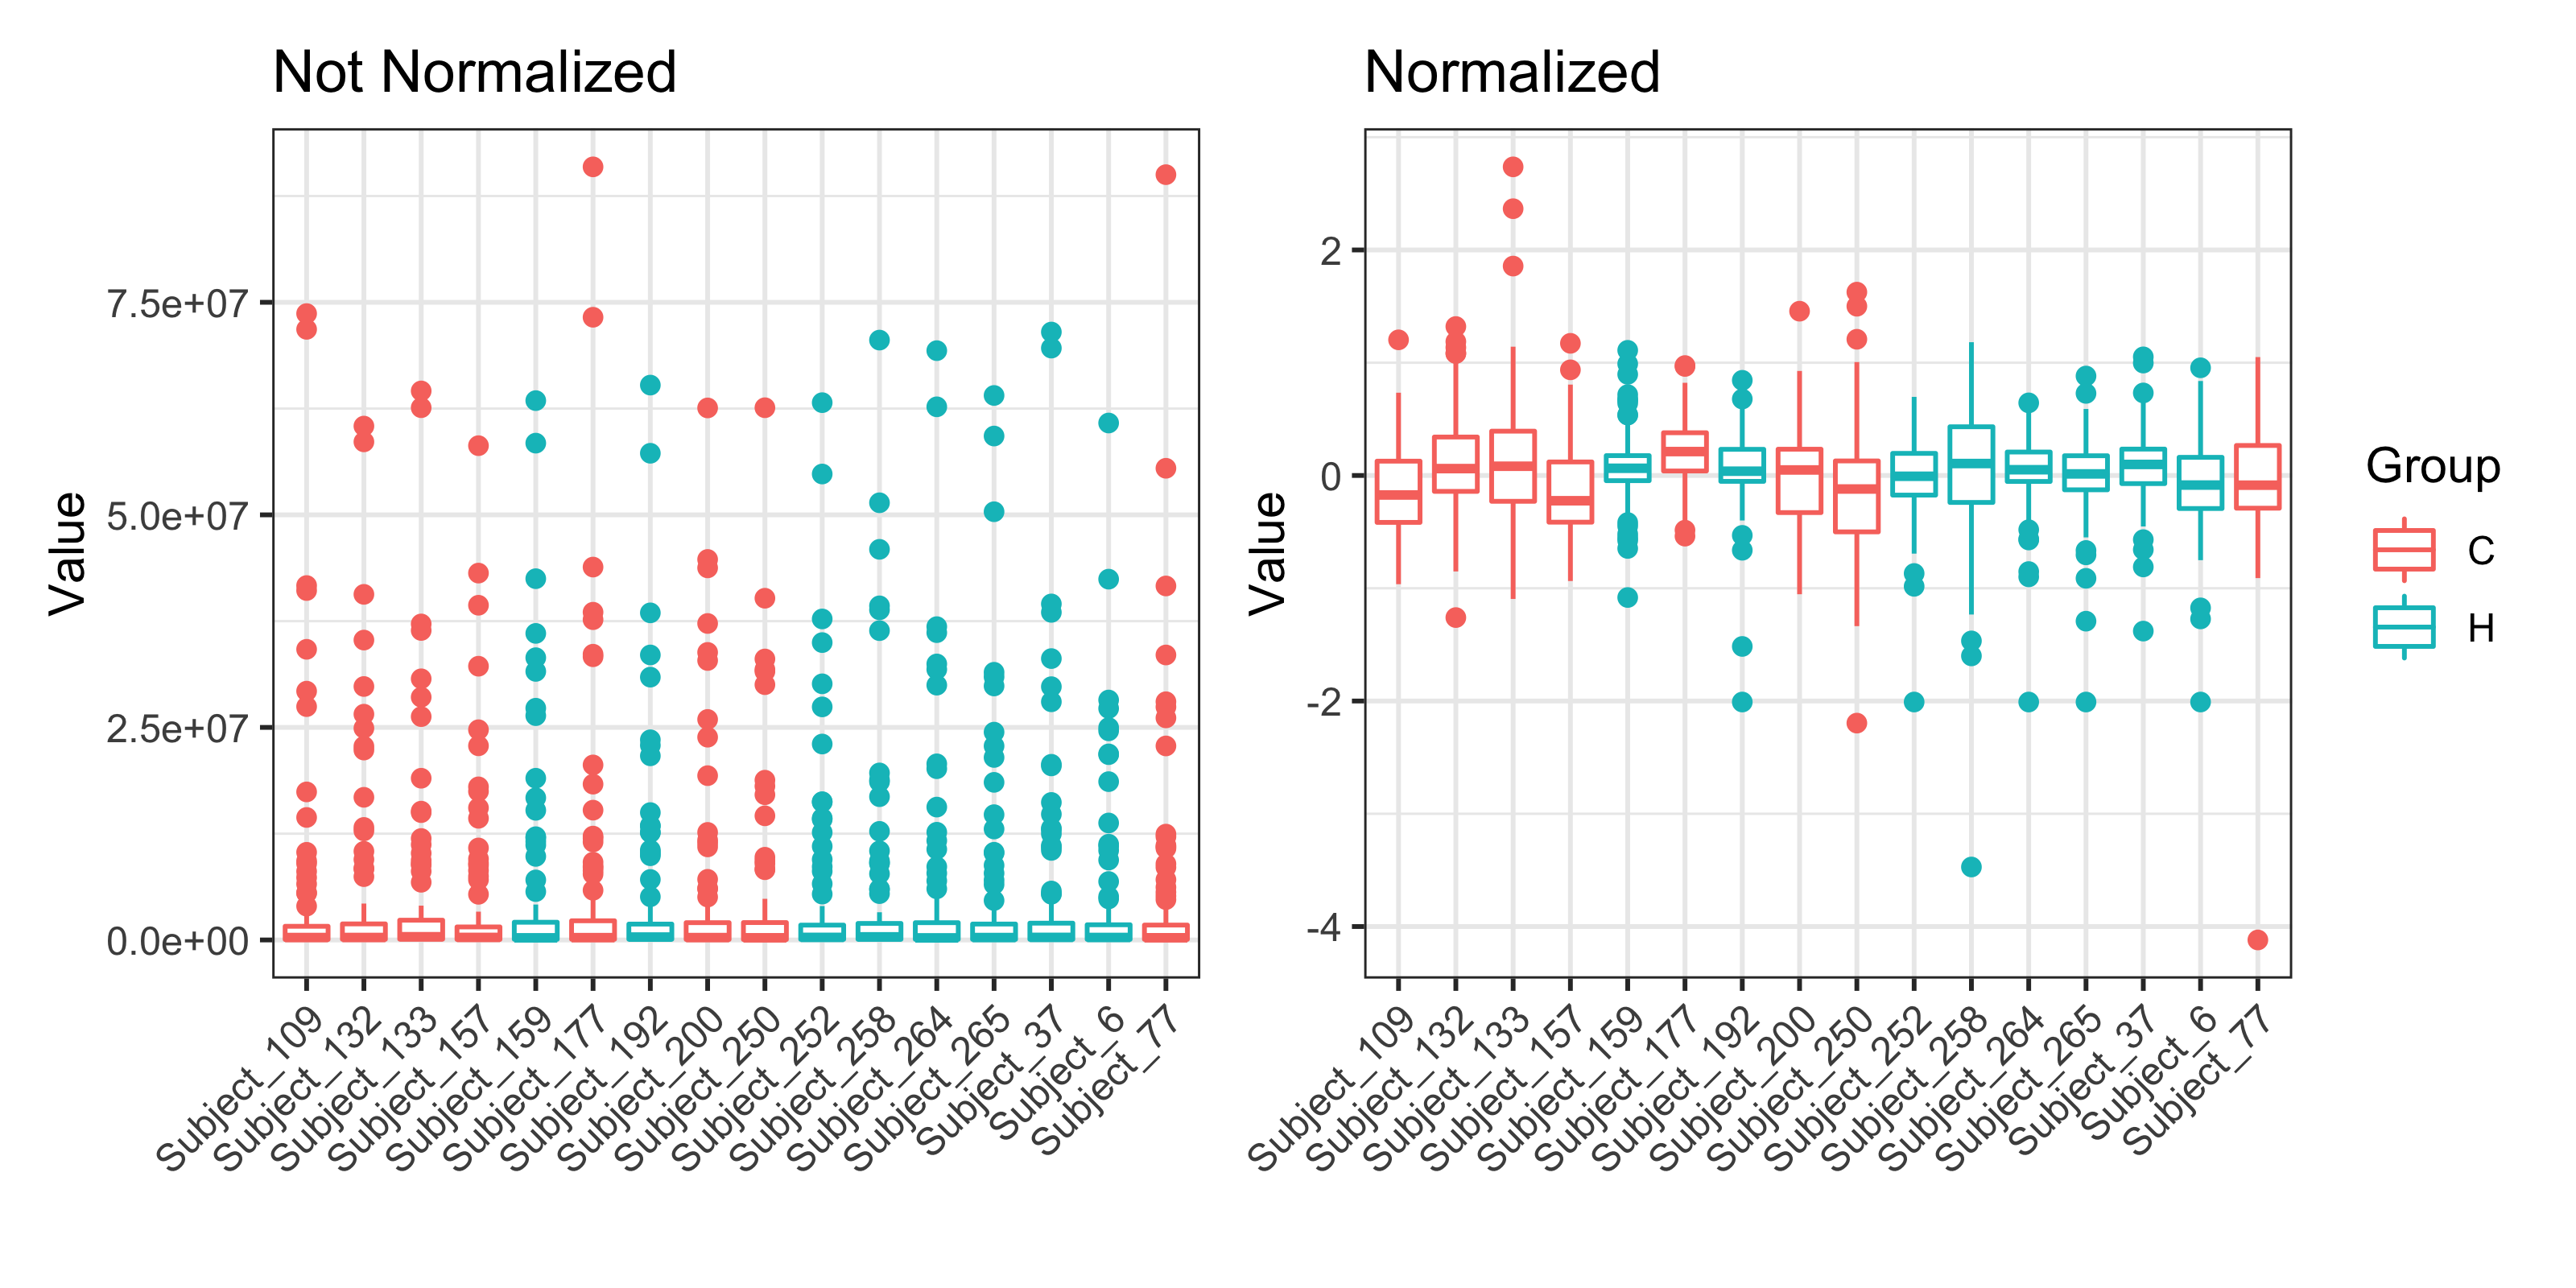 Not Normalized
Value
7.5e+07
5.0e+07
2.5e+07
0.0e+00
Subject_109
Subject_132
Subject_133
Subject_157
Subject_159
Subject_177
Subject_192
Subject_200
Subject_250
Subject_252
Subject_258
Subject_264
Subject_265
Subject_37
Subject_6
Subject_77
Normalized
Value
2
0
-2
-4
Subject_109
Subject_132
Subject_133
Subject_157
Subject_159
Subject_177
Subject_192
Subject_200
Subject_250
Subject_252
Subject_258
Subject_264
Subject_265
Subject_37
Subject_6
Subject_77
Group
C
H